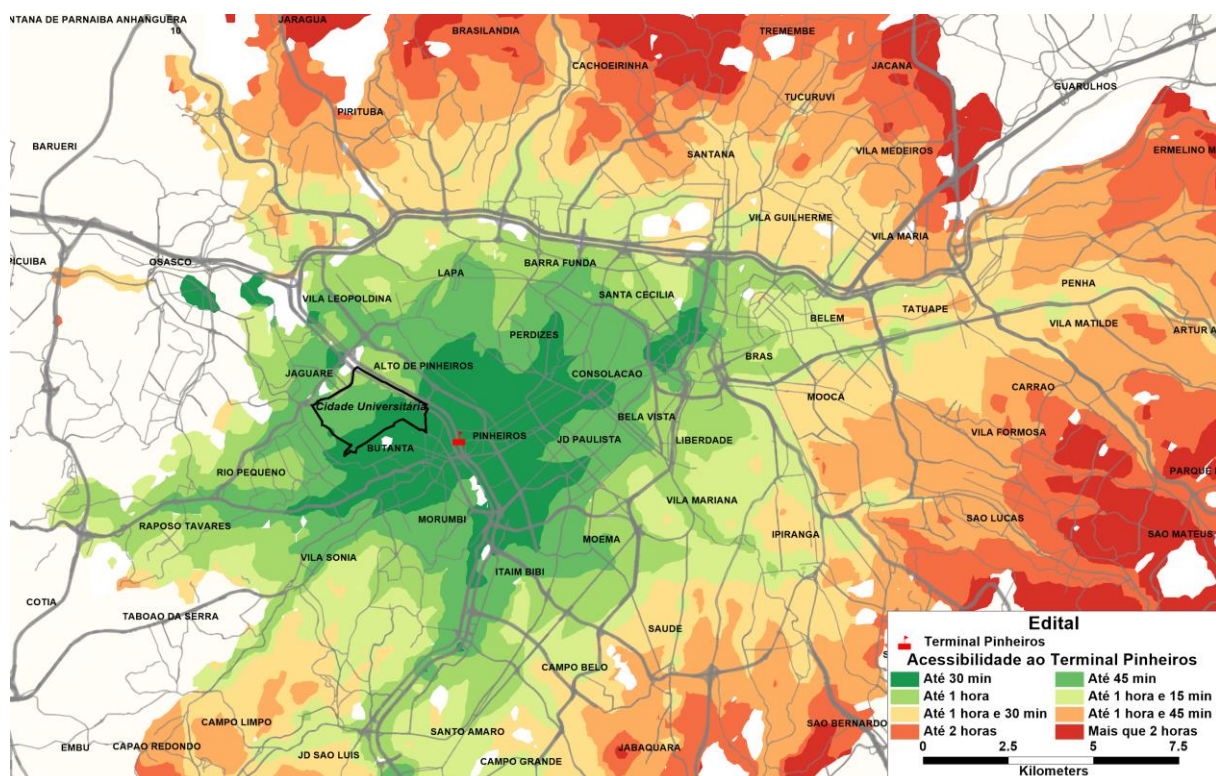 NTANA DE PARNAIBA ANHANGUERA
10
JARAGUA
BRASILANDIA
TREMEMBE
CACHOEIRINHA
JACANA
GUARULHOS
TUCURUVI
PIRITUBA
BARUERI
SANTANA
VILA MEDEIROS
ERMELINO M
VILA GUILHERME
VILA MARIA
PICUIBA
OSASCO
BARRA FUNDA
LAPA
PENHA
VILA LEOPOLDINA
SANTA CECILIA
TATUAPE
BELEM
VILA MATILDE
ARTUR A
PERDIZES
BRAS
JAGUARE
ALTO DE PINHEIROS
CONSOLACAO
CARRAO
MOOCA
Cidade Universitária
BELA VISTA
VILA FORMOSA
PINHEIROS
JD PAULISTA
LIBERDADE
BUTANTA
RIO PEQUENO
PARQUE
VILA MARIANA
MORUMBI
SAO LUCAS
RAPOSO TAVARES
MOEMA
IPIRANGA
SAO MATEUS
VILA SONIA
ITAIM BIBI
COTIA
TABOAO DA SERRA
SAUDE
CAMPO BELO
CAMPO LIMPO
SAO BERNARDO
SANTO AMARO
EMBU
CAPAO REDONDO
JD SAO LUIS
JABAQUARA
CAMPO GRANDE
Edital
Terminal Pinheiros
Acessibilidade ao Terminal Pinheiros
Até 30 min
Até 45 min
Até 1 hora
Até 1 hora e 15 min
Até 1 hora e 30 min
Até 1 hora e 45 min
Até 2 horas
Mais que 2 horas
0 2.5 5 7.5
Kilometers